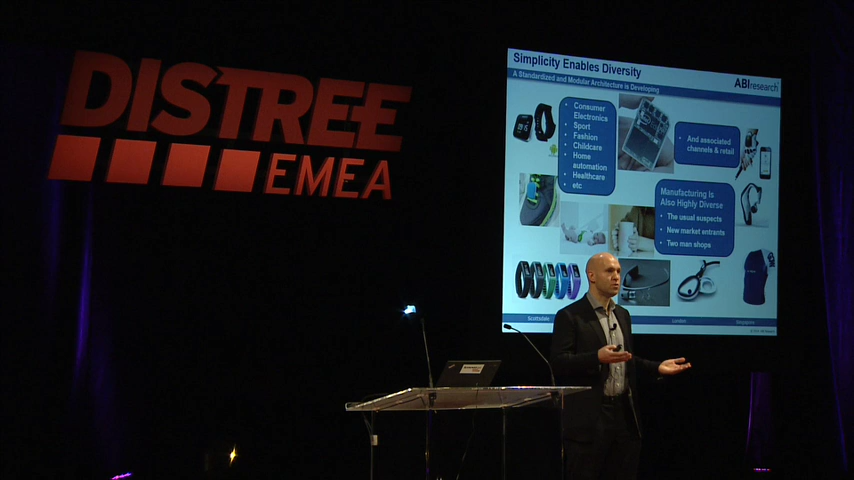 DISTREE
EMEA
Simplicity Enables Diversity
A Standardized and Modular Architecture is Developing
ABIresearch
• Consumer
Electronics
• Sport
• Fashion
• Childcare
• Home
automation
• Healthcare
• etc
• And associated
channels & retail
Manufacturing Is
Also Highly Diverse
• The usual suspects
• New market entrants
• Two man shops
Scottsdale
London
Singapore